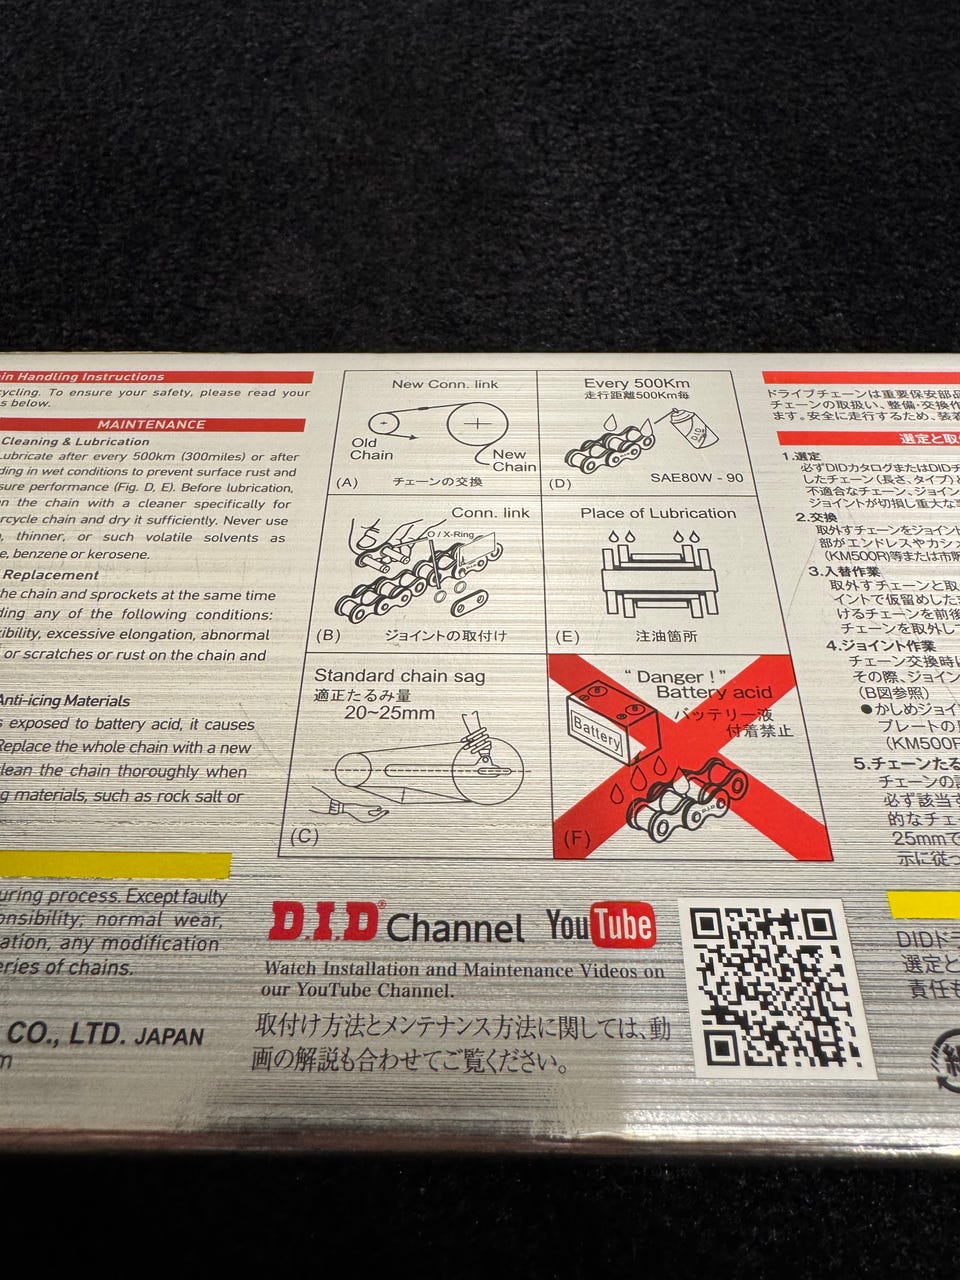 in Handling Instructions
cycling. To ensure your safety, please read your
s below.
MAINTENANCE
Cleaning & Lubrication
Lubricate after every 500km (300miles) or after
ding in wet conditions to prevent surface rust and
sure performance (Fig. D, E). Before lubrication,
n the chain with a cleaner specifically for
rcycle chain and dry it sufficiently. Never use
, thinner, or such volatile solvents as
e, benzene or kerosene.
Replacement
he chain and sprockets at the same time
ding any of the following conditions:
ibility, excessive elongation, abnormal
or scratches or rust on the chain and
Anti-icing Materials
s exposed to battery acid, it causes
Replace the whole chain with a new
lean the chain thoroughly when
g materials, such as rock salt or
uring process. Except faulty
onsibility; normal wear,
ation, any modification
eries of chains.
CO., LTD. JAPAN
m
New Conn. link
Old
Chain
New
Chain
(A) チェーンの交換
Every 500Km
走行距離500Km毎
(D) SAE80W - 90
Conn. link
O / X-Ring
(B) ジョイントの取付け
Place of Lubrication
(E) 注油箇所
Standard chain sag
適正たるみ量
20~25mm
(C)
“ Danger ! ”
Battery acid
バッテリー液
付着禁止
Battery
D.I.D
(F)
D.I.D® Channel YouTube
Watch Installation and Maintenance Videos on
our YouTube Channel.
取付け方法とメンテナンス方法に関しては、動
画の解説も合わせてご覧ください。
ドライブチェーンは重要保安部品
チェーンの取扱い、整備・交換作
ます。安全に走行するため、装着
選定と取
1.選定
必ずDIDカタログまたはDIDチ
したチェーン(長さ、タイプ)と
不適合なチェーン、ジョイン
ジョイントが切損し重大な事
2.交換
取外すチェーンをジョイント
部がエンドレスやカシ
(KM500R)等または市販
3.入替作業
取外すチェーンと取
イントで仮留めした
けるチェーンを前後
チェーンを取外して
4.ジョイント作業
チェーン交換時に
その際、ジョイン
(B図参照)
●かしめジョイ
プレートの
(KM500R
5.チェーンたる
チェーンの
必ず該当す
的なチェー
25mmで
示に従っ
DIDドラ
選定と
責任も